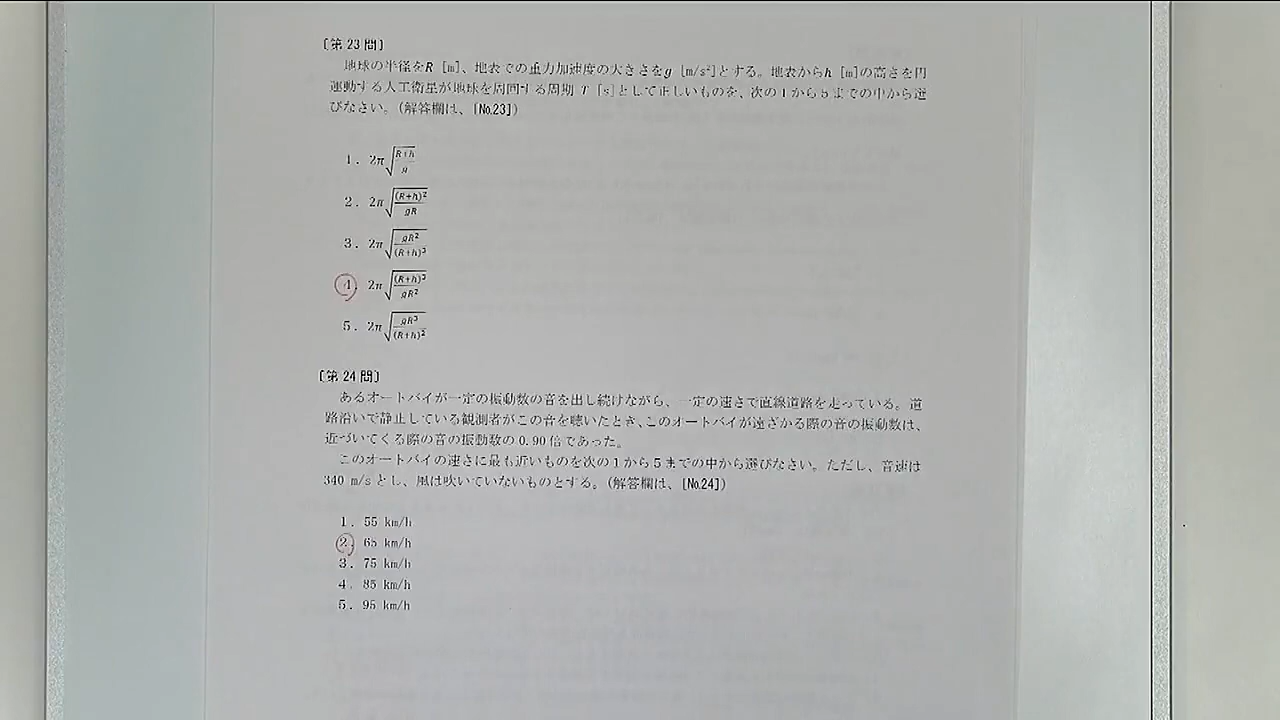 〔第23問〕
地球の半径をR [m]、地表での重力加速度の大きさをg [m/s²]とする。地表からh [m]の高さを円
運動する人工衛星が地球を周回する周期 T [s]として正しいものを、次の1から5までの中から選
びなさい。(解答欄は、[No.23])
1. 2π√((R+h)/g)
2. 2π√((R+h)²/gR)
3. 2π√(gR²/(R+h)³)
4. 2π√((R+h)³/gR²)
5. 2π√(gR³/(R+h)²)
〔第24問〕
あるオートバイが一定の振動数の音を出し続けながら、一定の速さで直線道路を走っている。道
路沿いで静止している観測者がこの音を聴いたとき、このオートバイが遠ざかる際の音の振動数は、
近づいてくる際の音の振動数の0.90倍であった。
このオートバイの速さに最も近いものを次の1から5までの中から選びなさい。ただし、音速は
340 m/sとし、風は吹いていないものとする。(解答欄は、[No.24])
1. 55 km/h
2. 65 km/h
3. 75 km/h
4. 85 km/h
5. 95 km/h